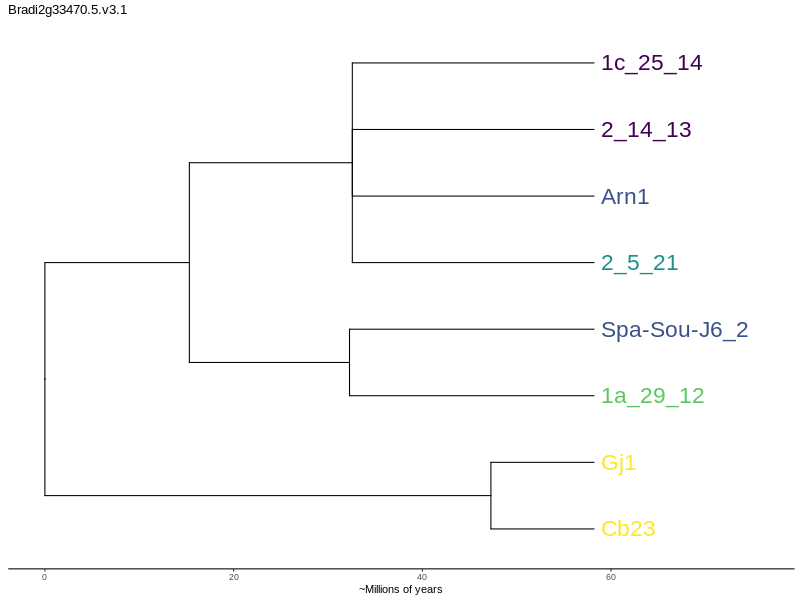 Bradi2g33470.5.v3.1
1c_25_14
2_14_13
Arn1
2_5_21
Spa-Sou-J6_2
1a_29_12
Gj1
Cb23
0 20 40 60
~Millions of years